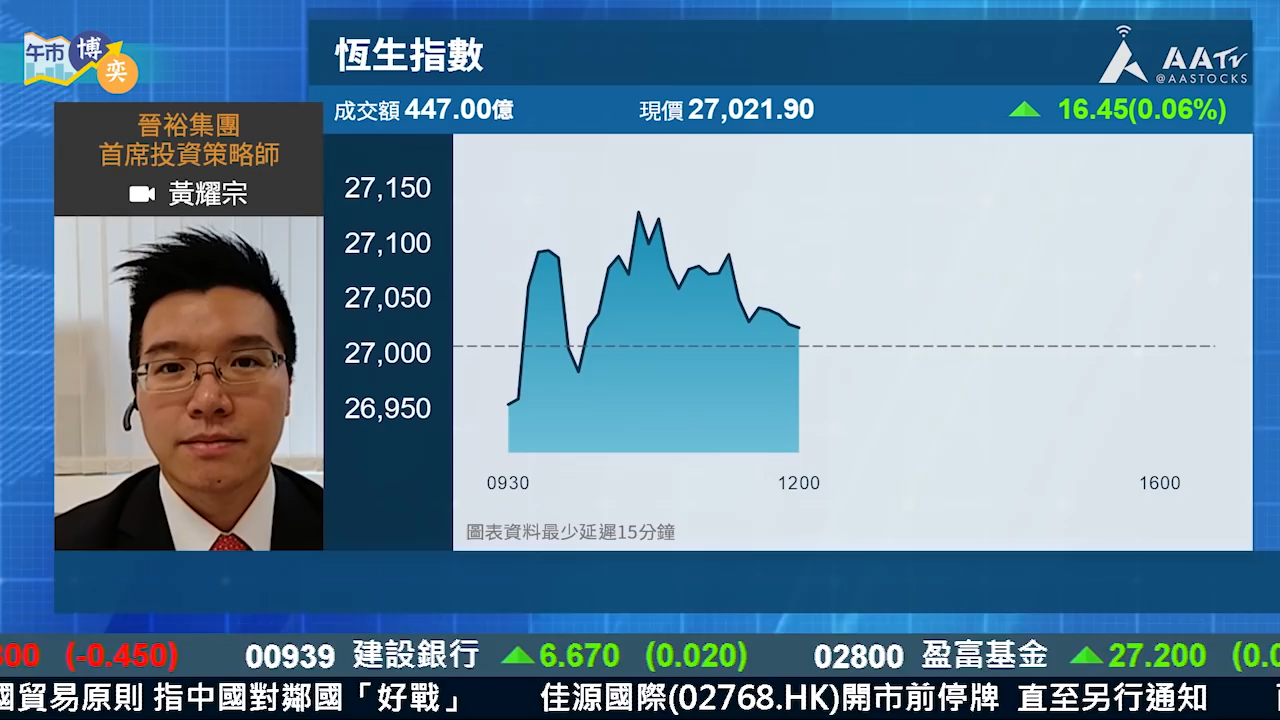 午市
博
奕
恆生指數
AATV
@AASTOCKS
成交額 447.00億
現價 27,021.90
16.45(0.06%)
晉裕集團
首席投資策略師
黃耀宗
27,150
27,100
27,050
27,000
26,950
0930
1200
1600
圖表資料最少延遲15分鐘
(-0.450) 00939 建設銀行 6.670 (0.020) 02800 盈富基金 27.200
國貿易原則 指中國對鄰國「好戰」 佳源國際(02768.HK)開市前停牌 直至另行通知